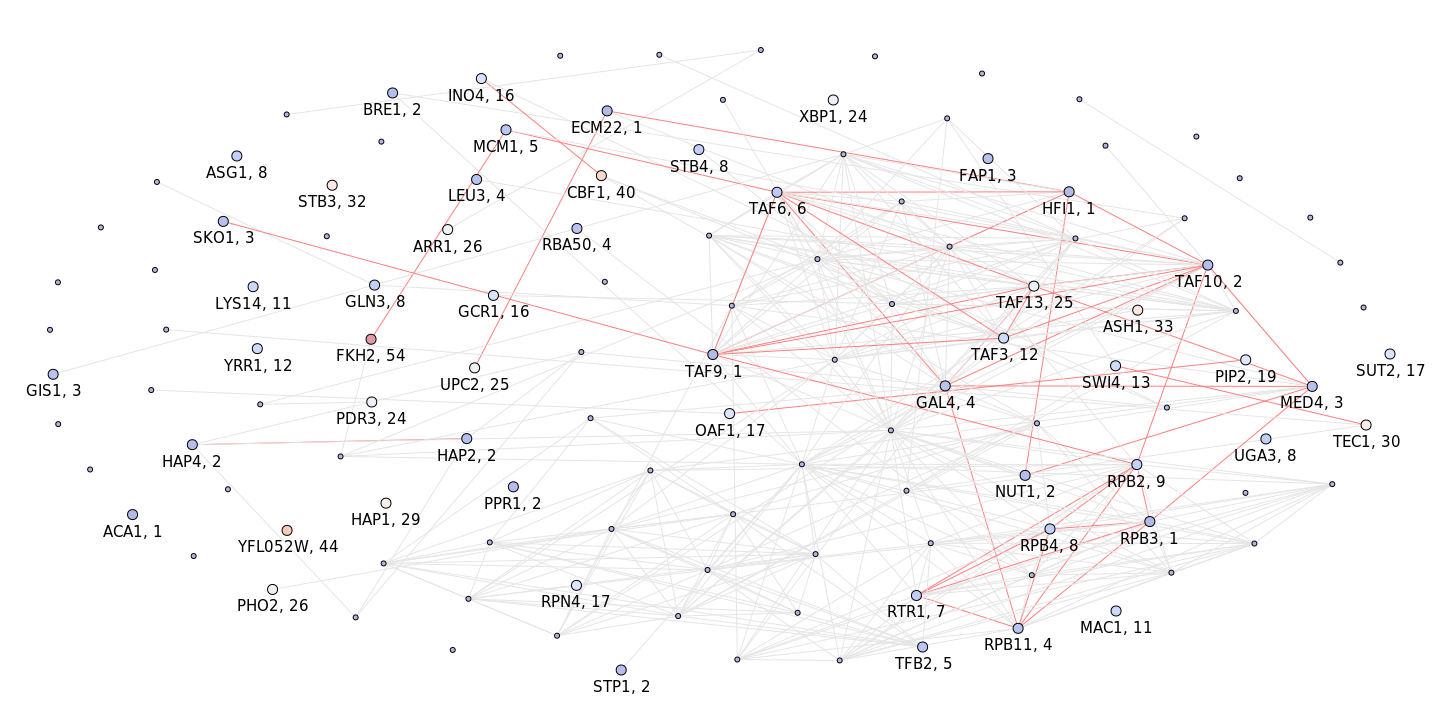 INO4, 16
BRE1, 2
XBP1, 24
ECM22, 1
MCM1, 5
STB4, 8
ASG1, 8
FAP1, 3
CBF1, 40
LEU3, 4
STB3, 32
TAF6, 6
HFI1, 1
SKO1, 3
ARR1, 26
RBA50, 4
TAF10, 2
LYS14, 11
GLN3, 8
TAF13, 25
GCR1, 16
ASH1, 33
FKH2, 54
TAF3, 12
YRR1, 12
TAF9, 1
SUT2, 17
PIP2, 19
UPC2, 25
SWI4, 13
GIS1, 3
GAL4, 4
MED4, 3
PDR3, 24
OAF1, 17
TEC1, 30
HAP2, 2
UGA3, 8
HAP4, 2
RPB2, 9
NUT1, 2
PPR1, 2
HAP1, 29
ACA1, 1
RPB3, 1
YFL052W, 44
RPB4, 8
RPN4, 17
PHO2, 26
RTR1, 7
MAC1, 11
RPB11, 4
TFB2, 5
STP1, 2